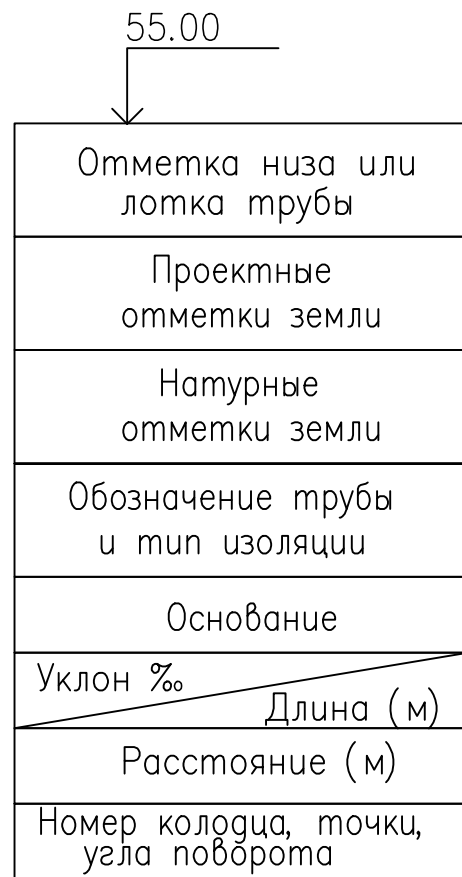 55.00
Отметка низа или
лотка трубы
Проектные
отметки земли
Натурные
отметки земли
Обозначение трубы
и тип изоляции
Основание
Уклон ‰
Длина (м)
Расстояние (м)
Номер колодца, точки,
угла поворота